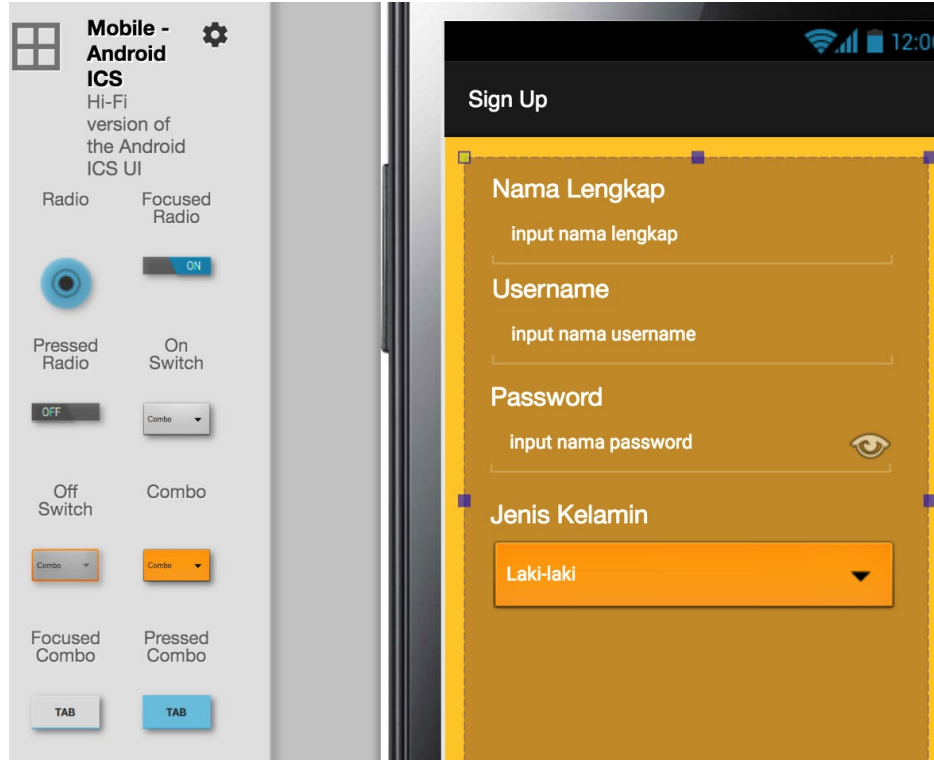 Mobile -
Android
ICS
Hi-Fi
version of
the Android
ICS UI
Radio
Focused
Radio
ON
Pressed
Radio
On
Switch
OFF
Combo
Off
Switch
Combo
Combo
Combo
Focused
Combo
Pressed
Combo
TAB
TAB
Sign Up
Nama Lengkap
input nama lengkap
Username
input nama username
Password
input nama password
Jenis Kelamin
Laki-laki